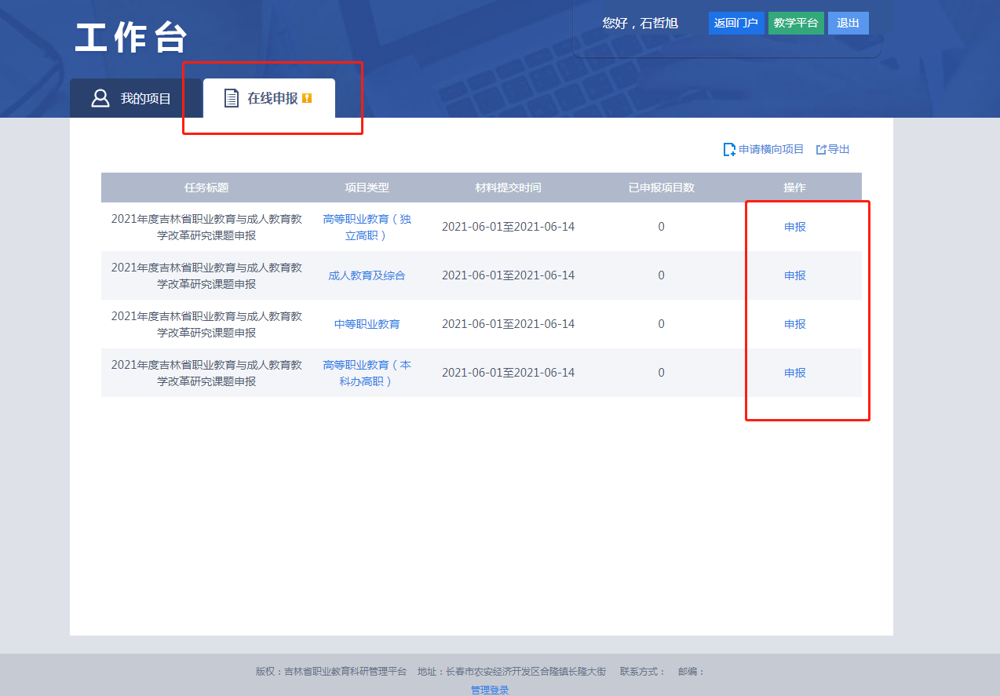 工作台
您好，石哲旭
返回门户 教学平台 退出
我的项目 在线申报
申请横向项目 导出
任务标题 项目类型 材料提交时间 已申报项目数 操作
2021年度吉林省职业教育与成人教育教
学改革研究课题申报
高等职业教育（独
立高职）
2021-06-01至2021-06-14 0 申报
2021年度吉林省职业教育与成人教育教
学改革研究课题申报
成人教育及综合 2021-06-01至2021-06-14 0 申报
2021年度吉林省职业教育与成人教育教
学改革研究课题申报
中等职业教育 2021-06-01至2021-06-14 0 申报
2021年度吉林省职业教育与成人教育教
学改革研究课题申报
高等职业教育（本
科办高职）
2021-06-01至2021-06-14 0 申报
版权：吉林省职业教育科研管理平台 地址：长春市农安经济开发区合隆镇长隆大街 联系方式： 邮编：
管理登录